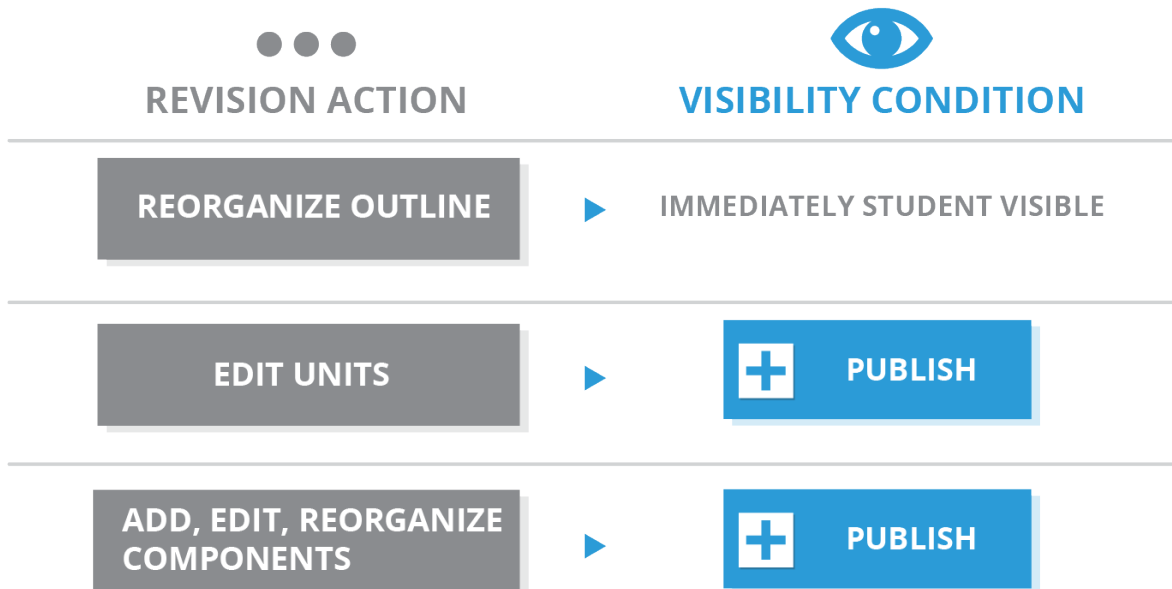 REVISION ACTION
VISIBILITY CONDITION
REORGANIZE OUTLINE
IMMEDIATELY STUDENT VISIBLE
EDIT UNITS
PUBLISH
ADD, EDIT, REORGANIZE
COMPONENTS
PUBLISH